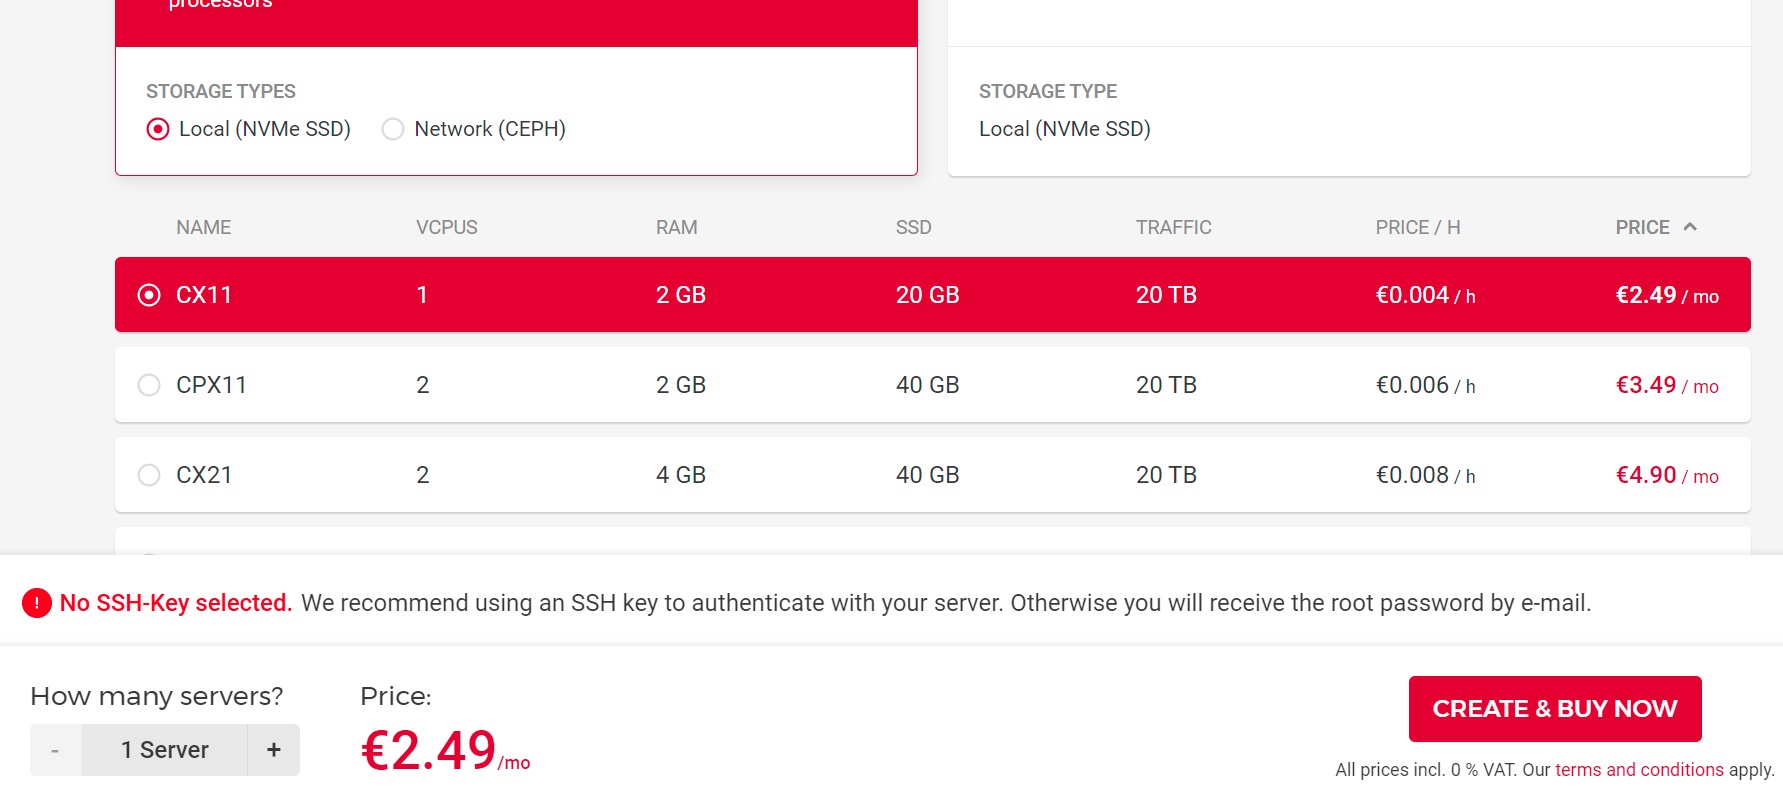 processors
STORAGE TYPES
Local (NVMe SSD) Network (CEPH)
STORAGE TYPE
Local (NVMe SSD)
NAME VCPUS RAM SSD TRAFFIC PRICE / H PRICE
CX11 1 2 GB 20 GB 20 TB €0.004 / h €2.49 / mo
CPX11 2 2 GB 40 GB 20 TB €0.006 / h €3.49 / mo
CX21 2 4 GB 40 GB 20 TB €0.008 / h €4.90 / mo
! No SSH-Key selected. We recommend using an SSH key to authenticate with your server. Otherwise you will receive the root password by e-mail.
How many servers?
- 1 Server +
Price:
€2.49/mo
CREATE & BUY NOW
All prices incl. 0 % VAT. Our terms and conditions apply.